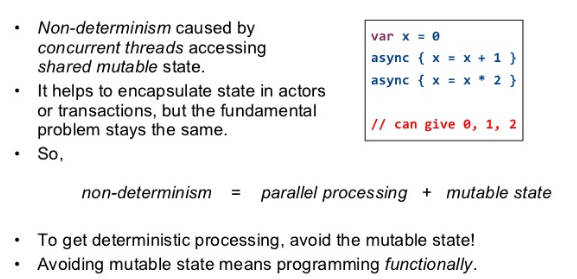 • Non-determinism caused by
concurrent threads accessing
shared mutable state.
• It helps to encapsulate state in actors
or transactions, but the fundamental
problem stays the same.
• So,
var x = 0
async { x = x + 1 }
async { x = x * 2 }
// can give 0, 1, 2
non-determinism = parallel processing + mutable state
• To get deterministic processing, avoid the mutable state!
• Avoiding mutable state means programming functionally.